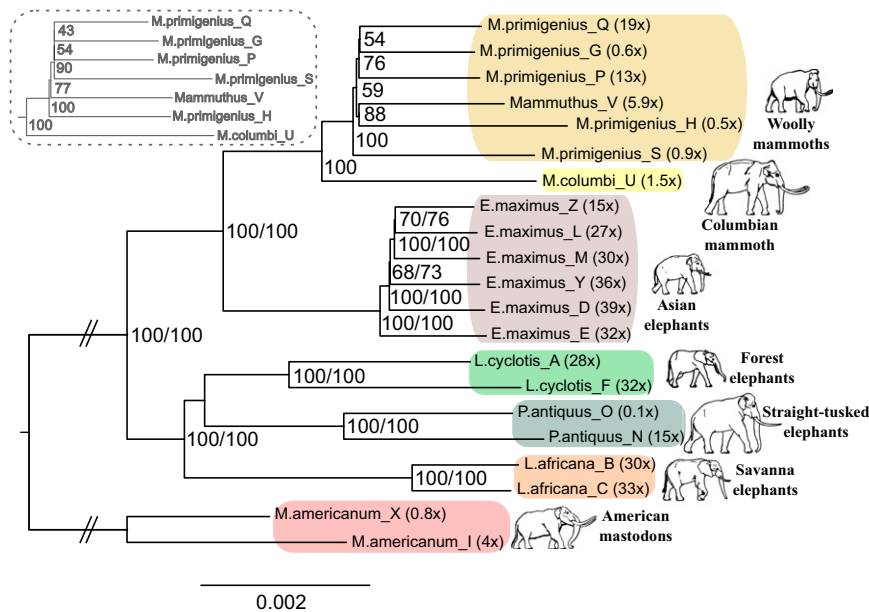 M.primigenius_Q
43
M.primigenius_G
54
M.primigenius_P
90
M.primigenius_S
77
Mammuthus_V
100
M.primigenius_H
100
M.columbi_U
M.primigenius_Q (19x)
54
M.primigenius_G (0.6x)
76
M.primigenius_P (13x)
59
Mammuthus_V (5.9x)
88
M.primigenius_H (0.5x)
100
M.primigenius_S (0.9x)
Woolly
mammoths
100
M.columbi_U (1.5x)
Columbian
mammoth
100/100
E.maximus_Z (15x)
70/76
E.maximus_L (27x)
100/100
E.maximus_M (30x)
68/73
E.maximus_Y (36x)
100/100
E.maximus_D (39x)
100/100
E.maximus_E (32x)
Asian
elephants
100/100
L.cyclotis_A (28x)
100/100
L.cyclotis_F (32x)
Forest
elephants
P.antiquus_O (0.1x)
100/100
P.antiquus_N (15x)
Straight-tusked
elephants
100/100
L.africana_B (30x)
100/100
L.africana_C (33x)
Savanna
elephants
M.americanum_X (0.8x)
M.americanum_I (4x)
American
mastodons
0.002